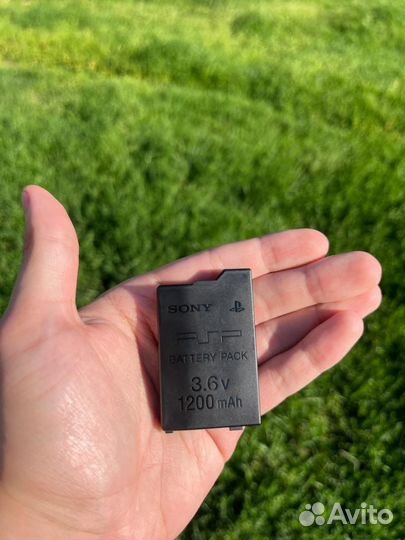 SONY
PSP
BATTERY PACK
3.6V
1200mAh
Avito